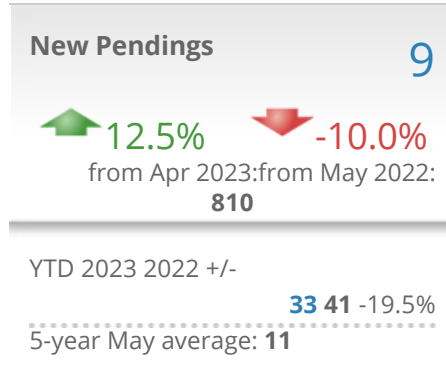 New Pendings
9
12.5% -10.0%
from Apr 2023:from May 2022:
810
YTD 2023 2022 +/-
33 41 -19.5%
5-year May average: 11